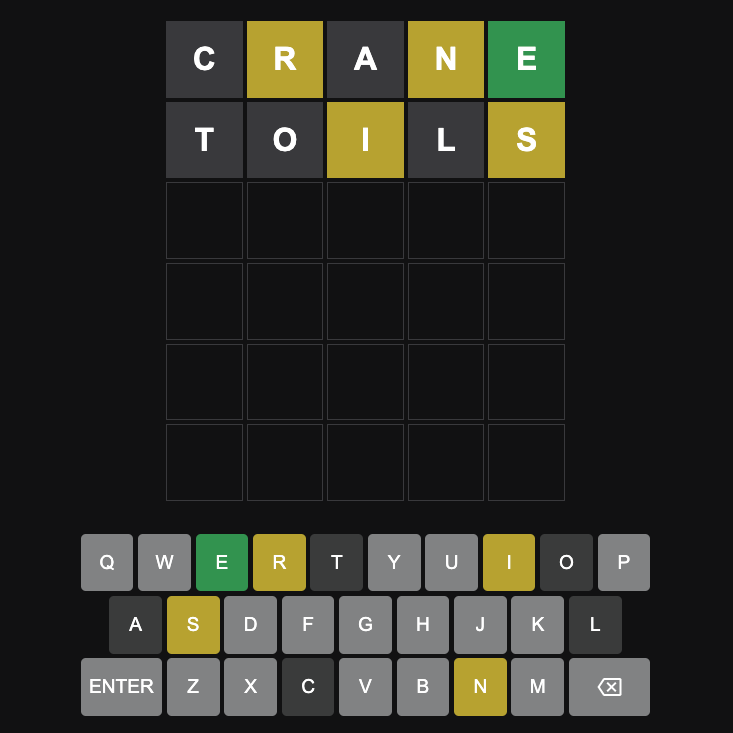 C R A N E
T O I L S
Q W E R T Y U I O P
A S D F G H J K L
ENTER Z X C V B N M